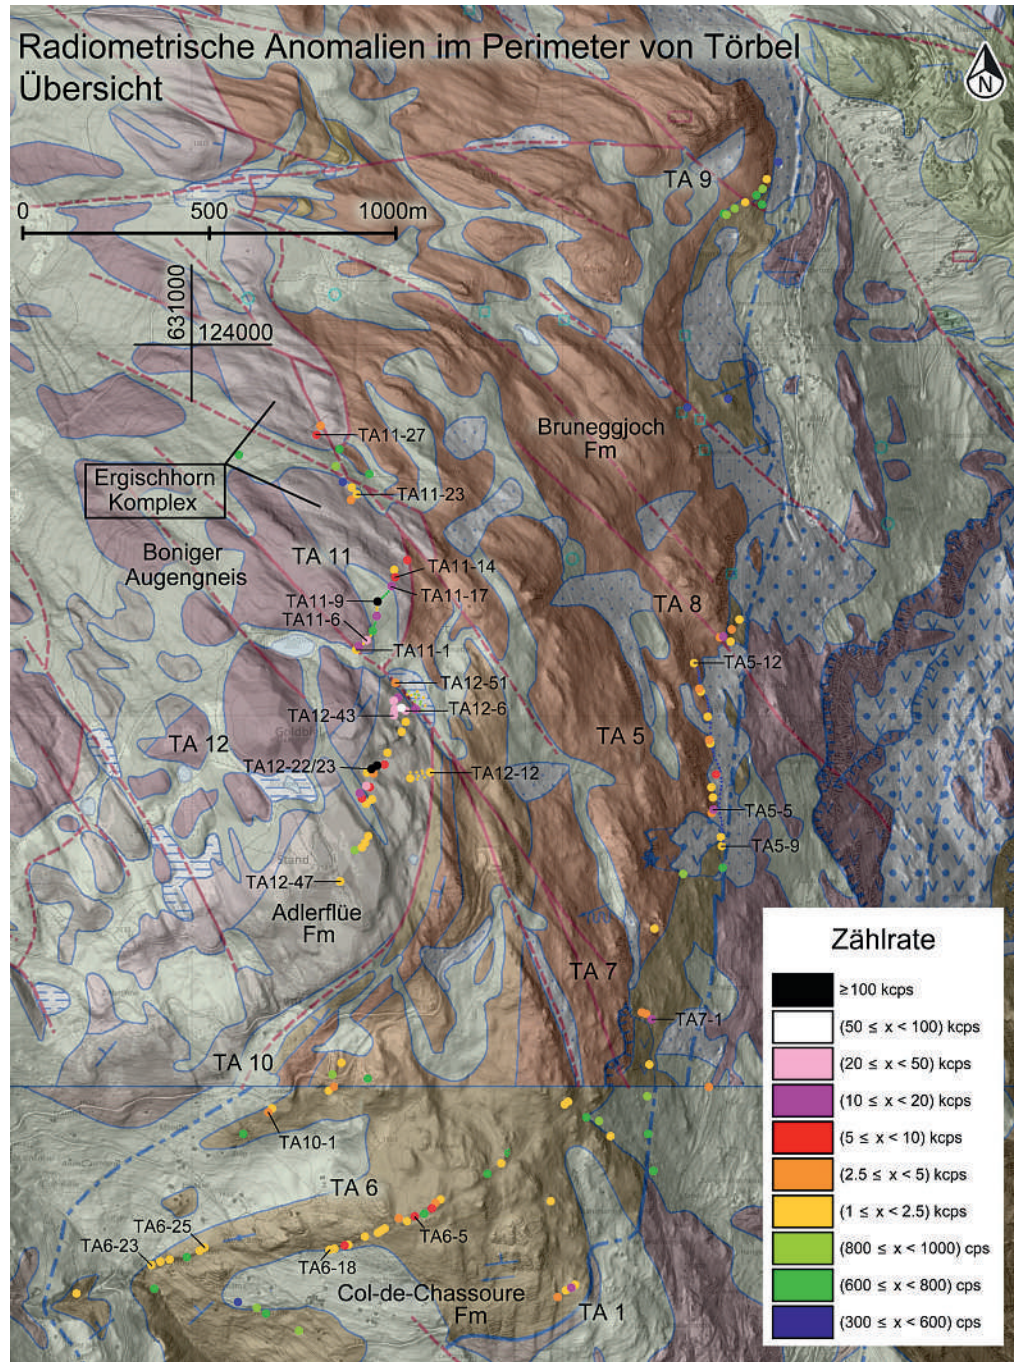 Radiometrische Anomalien im Perimeter von Törbel
Übersicht
N
TA 9
0 500 1000m
631000
124000
TA11-27
Bruneggjoch
Fm
Ergischhorn
Komplex
TA11-23
Boniger
Augengneis
TA 11
TA11-14
TA11-9
TA11-17
TA 8
TA11-6
TA11-1
TA5-12
TA12-51
TA12-43
TA12-6
TA 12
TA 5
TA12-22/23
TA12-12
TA5-5
TA5-9
Stand
TA12-47
Adlerflüe
Fm
TA 7
TA7-1
TA 10
TA10-1
TA 6
TA6-25
TA6-23
TA6-5
TA6-18
Col-de-Chassoure
Fm
TA 1
Zählrate
≥100 kcps
(50 ≤ x < 100) kcps
(20 ≤ x < 50) kcps
(10 ≤ x < 20) kcps
(5 ≤ x < 10) kcps
(2.5 ≤ x < 5) kcps
(1 ≤ x < 2.5) kcps
(800 ≤ x < 1000) cps
(600 ≤ x < 800) cps
(300 ≤ x < 600) cps